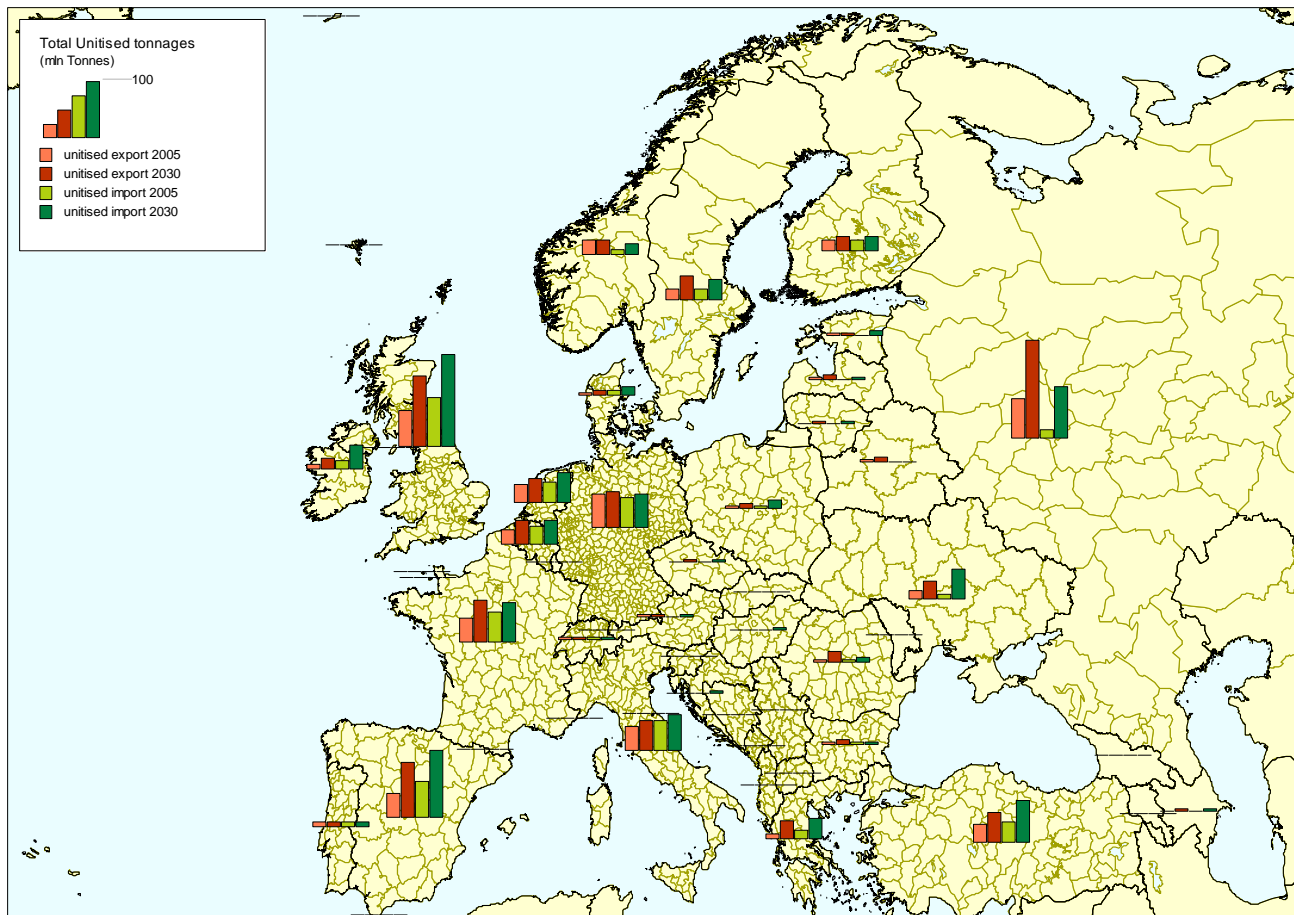 Total Unitised tonnages
(mln Tonnes)
100
unitised export 2005
unitised export 2030
unitised import 2005
unitised import 2030